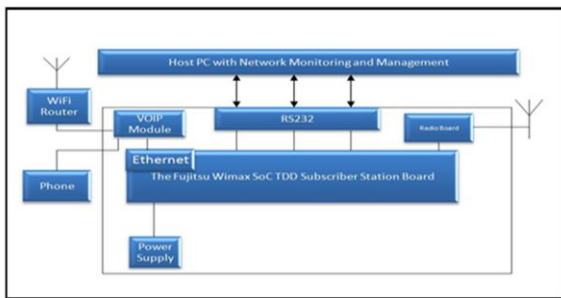 Host PC with Network Monitoring and Management
WiFi
Router
VOIP
Module
RS232
Radio Board
Ethernet
The Fujitsu Wimax SoC TDD Subscriber Station Board
Phone
Power
Supply